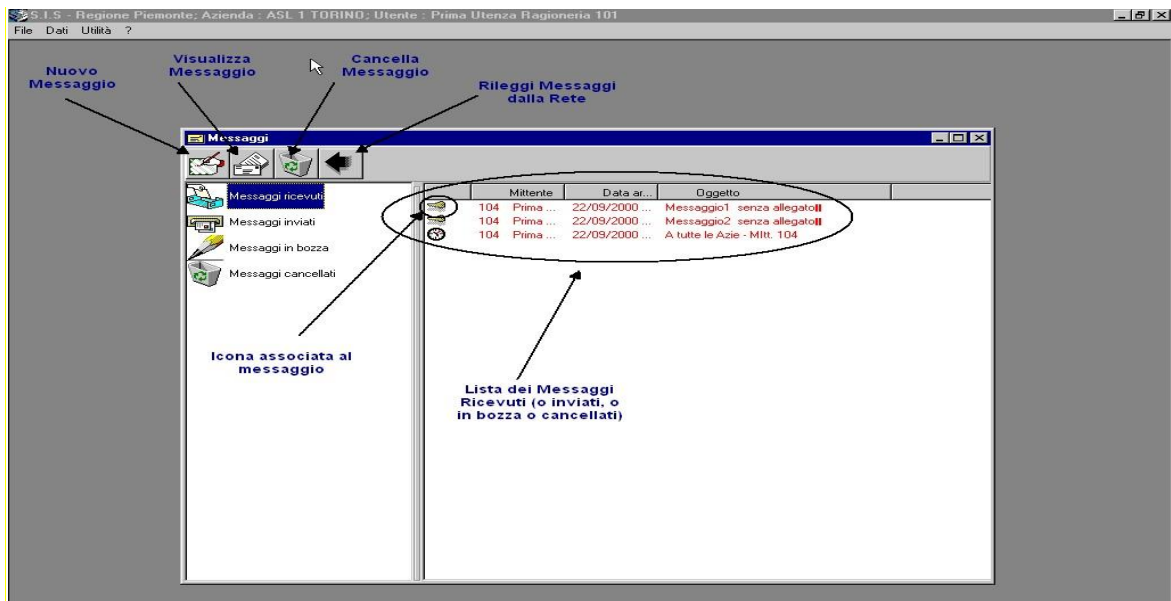 S.I.S - Regione Piemonte; Azienda : ASL 1 TORINO; Utente : Prima Utenza Ragioneria 101
File Dati Utilità ?
Nuovo
Messaggio
Visualizza
Messaggio
Cancella
Messaggio
Rileggi Messaggi
dalla Rete
Messaggi
Messaggi ricevuti
Messaggi inviati
Messaggi in bozza
Messaggi cancellati
Mittente Data ar... Oggetto
104 Prima ... 22/09/2000 ... Messaggio1 senza allegato
104 Prima ... 22/09/2000 ... Messaggio2 senza allegato
104 Prima ... 22/09/2000 ... A tutte le Azie - MItt. 104
Icona associata al
messaggio
Lista dei Messaggi
Ricevuti (o inviati, o
in bozza o cancellati)